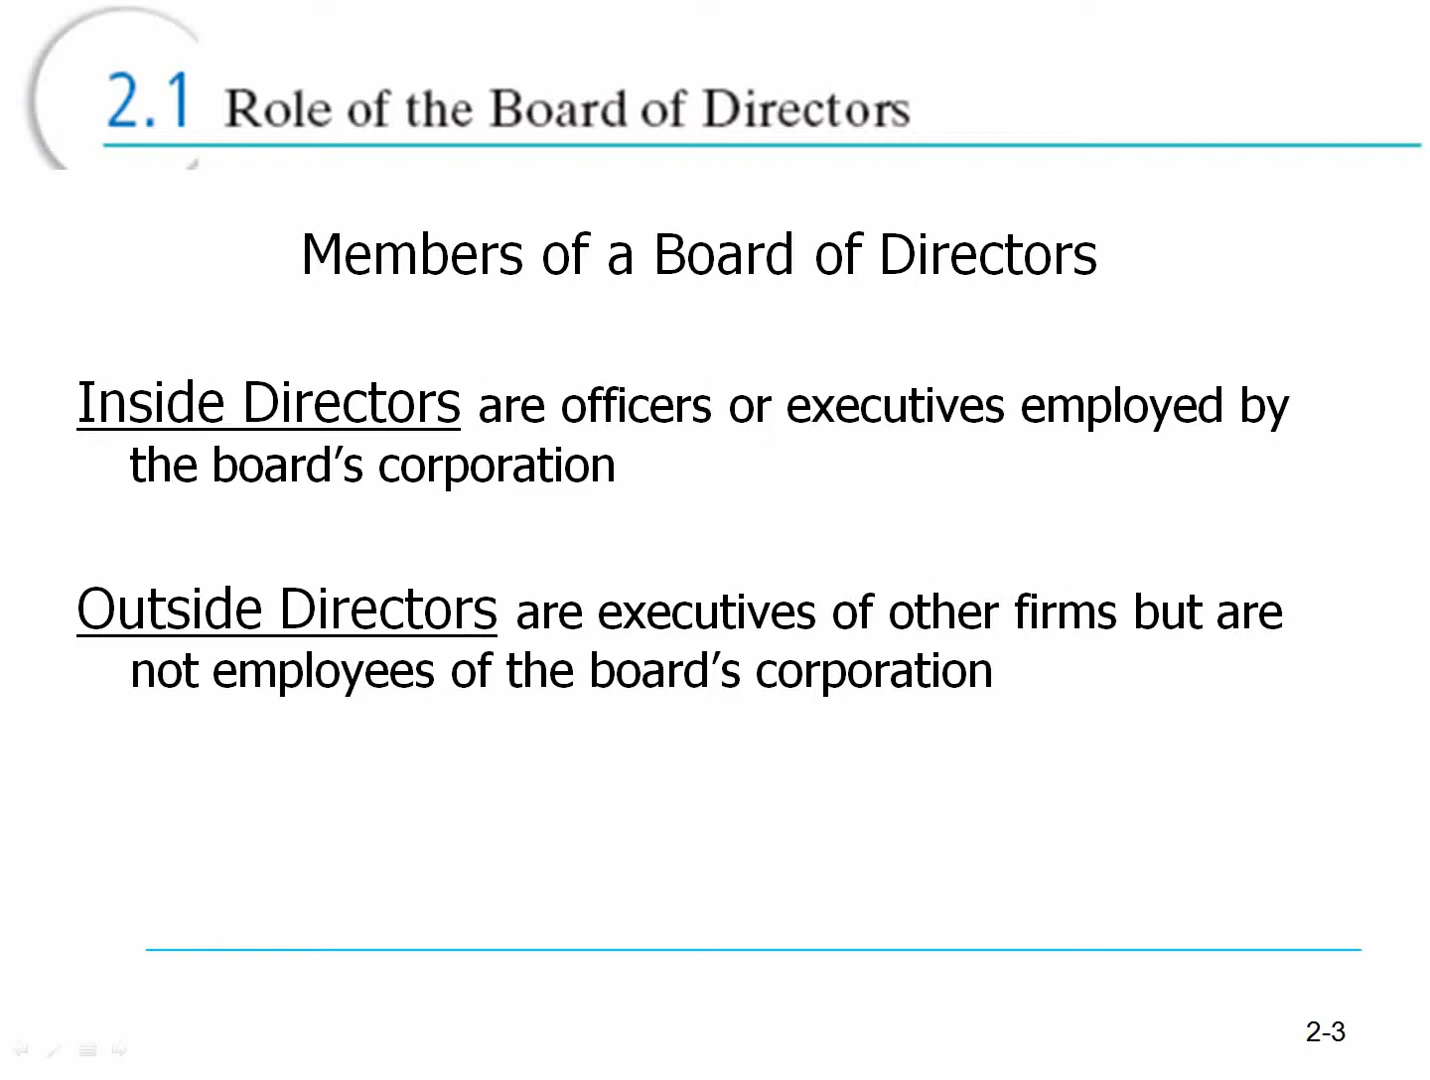 2.1 Role of the Board of Directors
Members of a Board of Directors
Inside Directors are officers or executives employed by
the board’s corporation
Outside Directors are executives of other firms but are
not employees of the board’s corporation
2-3